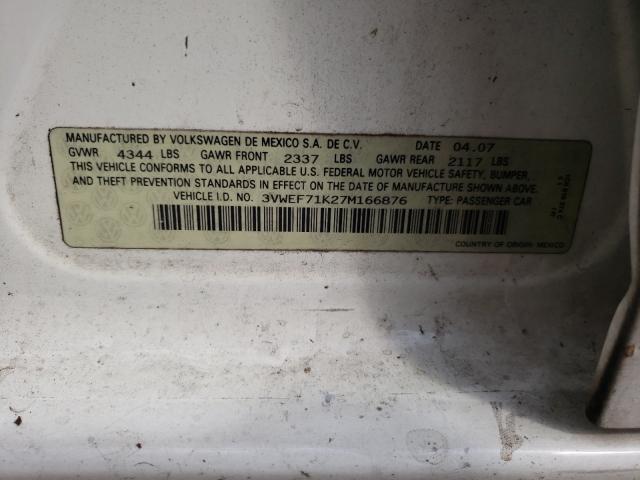 MANUFACTURED BY VOLKSWAGEN DE MEXICO S.A. DE C.V. DATE 04.07
GVWR 4344 LBS GAWR FRONT 2337 LBS GAWR REAR 2117 LBS
THIS VEHICLE CONFORMS TO ALL APPLICABLE U.S. FEDERAL MOTOR VEHICLE SAFETY, BUMPER,
AND THEFT PREVENTION STANDARDS IN EFFECT ON THE DATE OF MANUFACTURE SHOWN ABOVE.
VEHICLE I.D. NO. 3VWEF71K27M166876 TYPE: PASSENGER CAR
COUNTRY OF ORIGIN: MEXICO